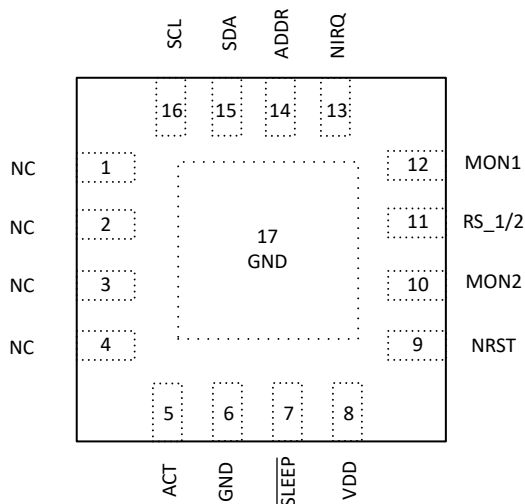 SCL
SDA
ADDR
NIRQ
16
15
14
13
NC
1
12
MON1
NC
2
11
RS_1/2
17
GND
NC
3
10
MON2
NC
4
9
NRST
5
6
7
8
ACT
GND
SLEEP
VDD